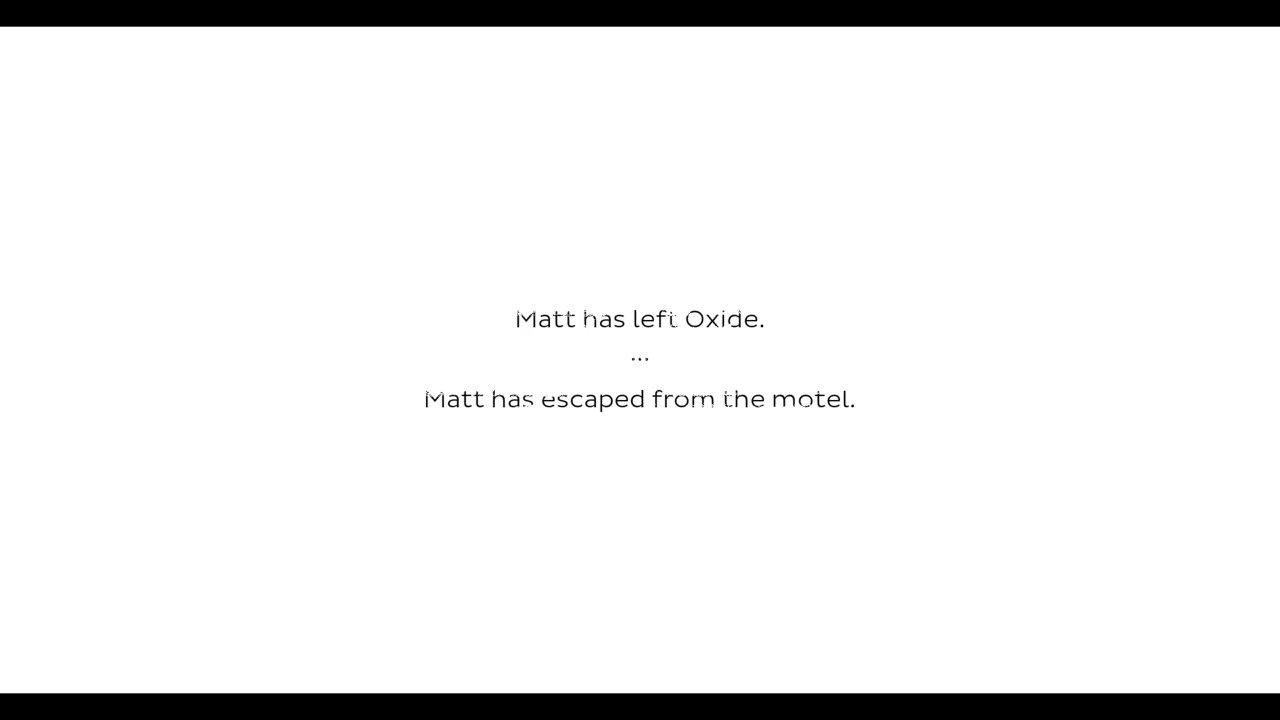 Matt has left Oxide.
...
Matt has escaped from the motel.